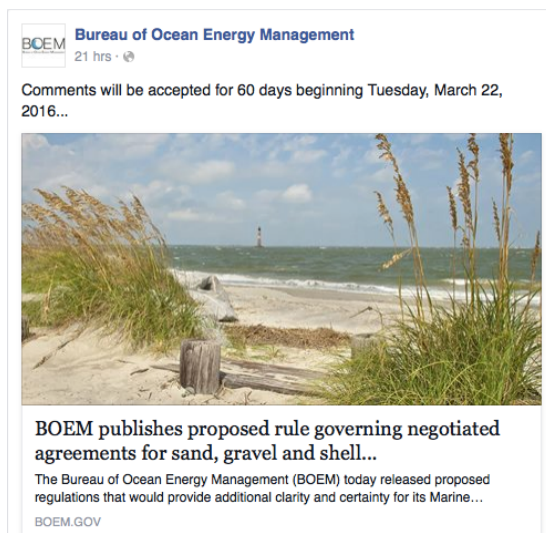 BOEM
Bureau of Ocean Energy Management
21 hrs ·
Comments will be accepted for 60 days beginning Tuesday, March 22,
2016...
BOEM publishes proposed rule governing negotiated
agreements for sand, gravel and shell...
The Bureau of Ocean Energy Management (BOEM) today released proposed
regulations that would provide additional clarity and certainty for its Marine...
BOEM.GOV